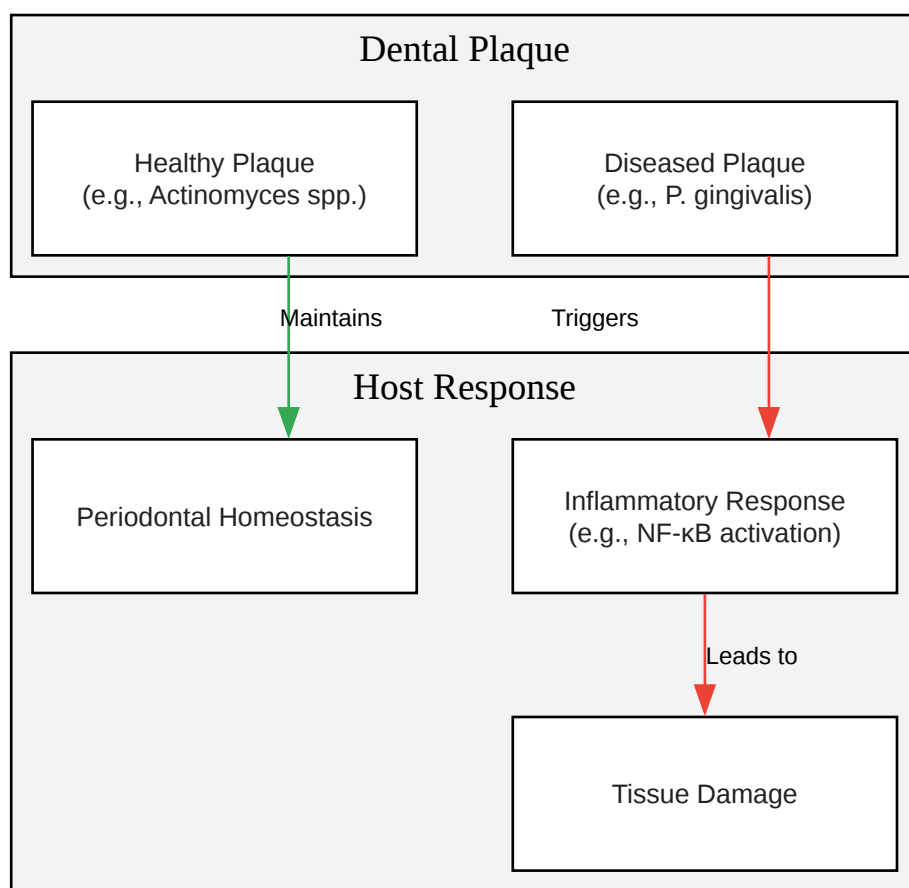 Dental Plaque
Healthy Plaque
(e.g., Actinomyces spp.)
Diseased Plaque
(e.g., P. gingivalis)
Maintains
Triggers
Host Response
Periodontal Homeostasis
Inflammatory Response
(e.g., NF-κB activation)
Leads to
Tissue Damage